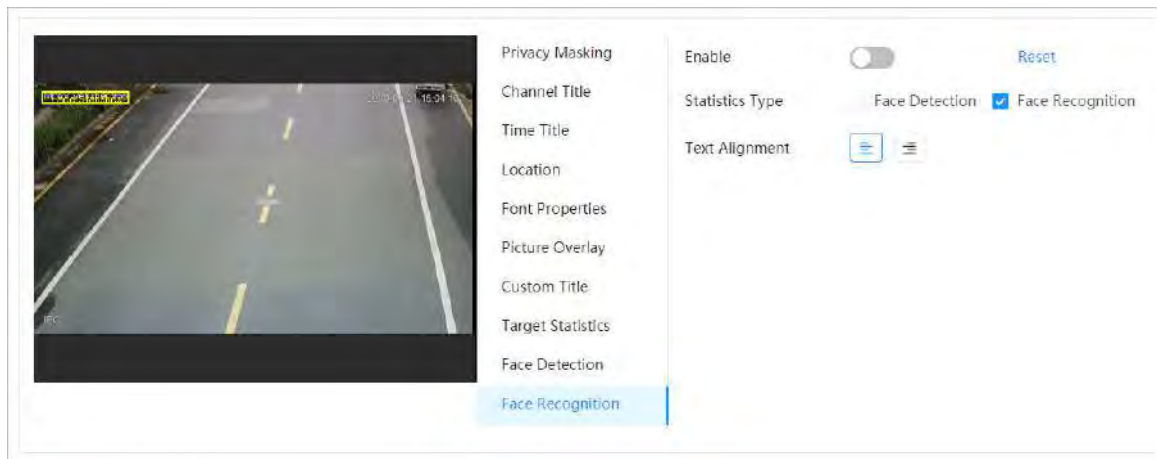 Privacy Masking
Channel Title
Time Title
Location
Font Properties
Picture Overlay
Custom Title
Target Statistics
Face Detection
Face Recognition
Enable
Reset
Statistics Type
Face Detection
Face Recognition
Text Alignment